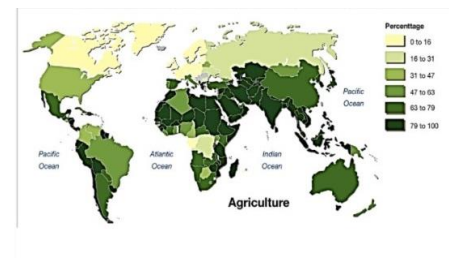 Percenttage
0 to 16
16 to 31
31 to 47
47 to 63
63 to 79
79 to 100
Pacific
Ocean
Pacific
Ocean
Atlantic
Ocean
Indian
Ocean
Agriculture